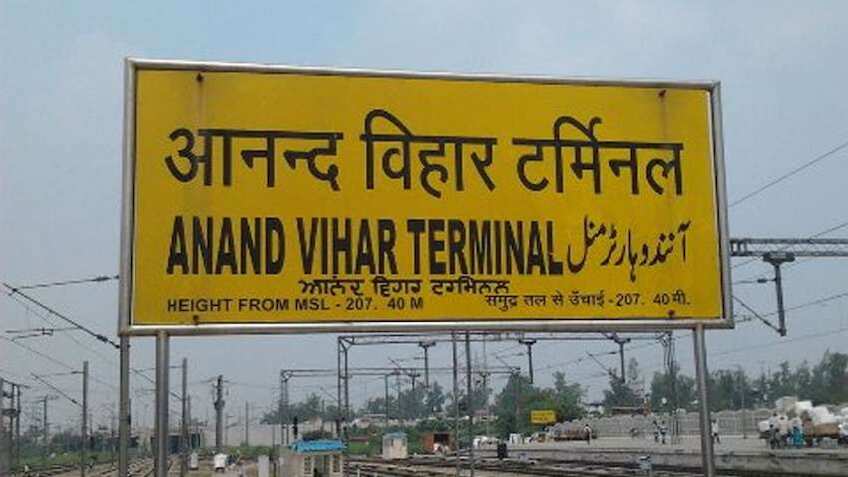 आनन्द विहार टर्मिनल
ANAND VIHAR TERMINAL آنند وہار ٹرمنل
ਆਨੰਦ ਵਿਹਾਰ ਟਰਮਿਨਲ
HEIGHT FROM MSL - 207. 40 M समुद्र तल से उँचाई - 207. 40 मी.